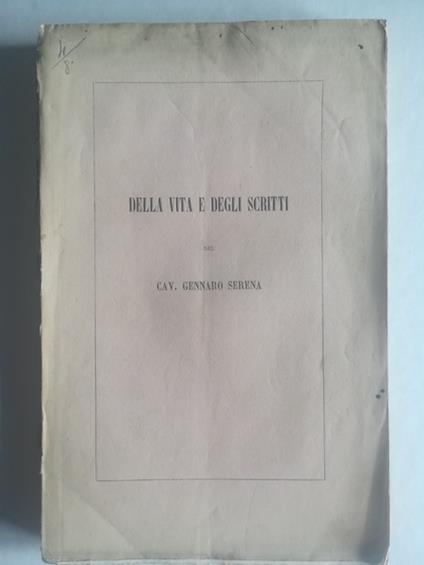 DELLA VITA E DEGLI SCRITTI
DEL
CAV. GENNARO SERENA